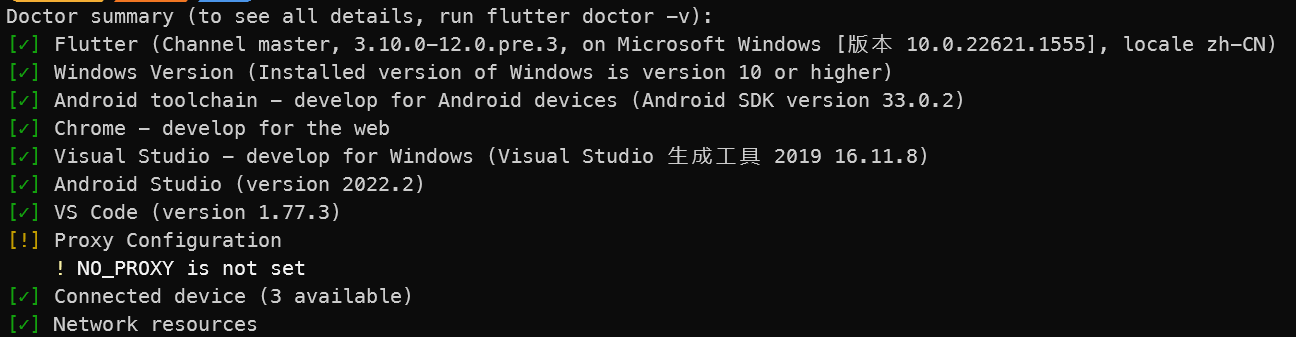 Doctor summary (to see all details, run flutter doctor -v):
[✓] Flutter (Channel master, 3.10.0-12.0.pre.3, on Microsoft Windows [版本 10.0.22621.1555], locale zh-CN)
[✓] Windows Version (Installed version of Windows is version 10 or higher)
[✓] Android toolchain - develop for Android devices (Android SDK version 33.0.2)
[✓] Chrome - develop for the web
[✓] Visual Studio - develop for Windows (Visual Studio 生成工具 2019 16.11.8)
[✓] Android Studio (version 2022.2)
[✓] VS Code (version 1.77.3)
[!] Proxy Configuration
    ! NO_PROXY is not set
[✓] Connected device (3 available)
[✓] Network resources